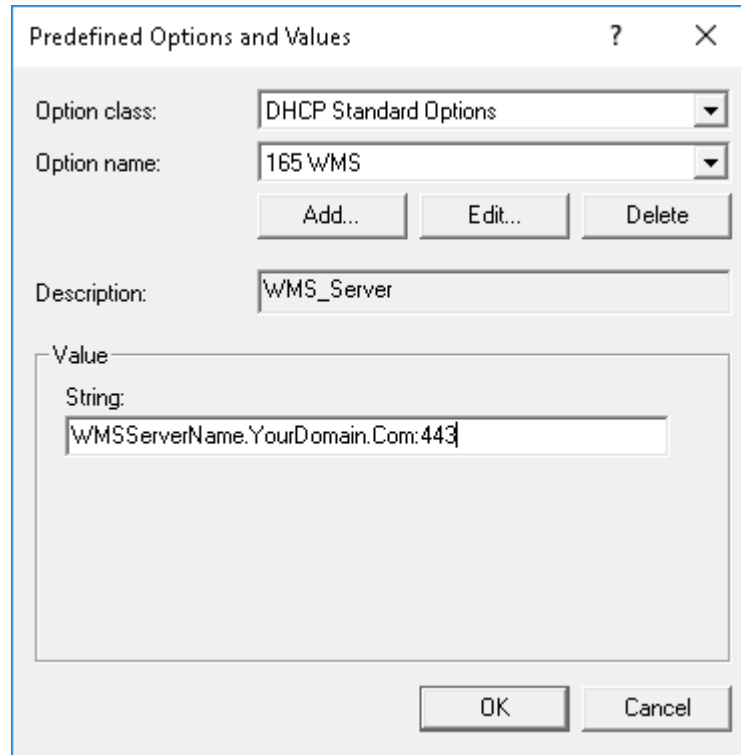 Predefined Options and Values ? X
Option class: DHCP Standard Options
Option name: 165 WMS
Add... Edit... Delete
Description: WMS_Server
Value
String:
WMSServerName.YourDomain.Com:443
OK Cancel